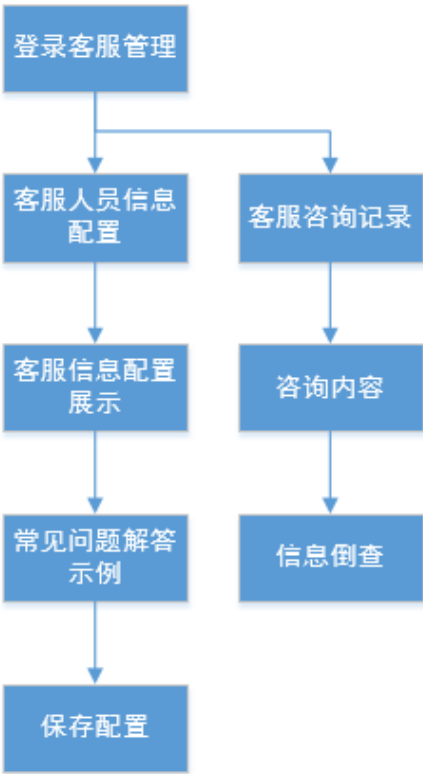 登录客服管理
客服人员信息
配置
客服咨询记录
客服信息配置
展示
咨询内容
常见问题解答
示例
信息倒查
保存配置